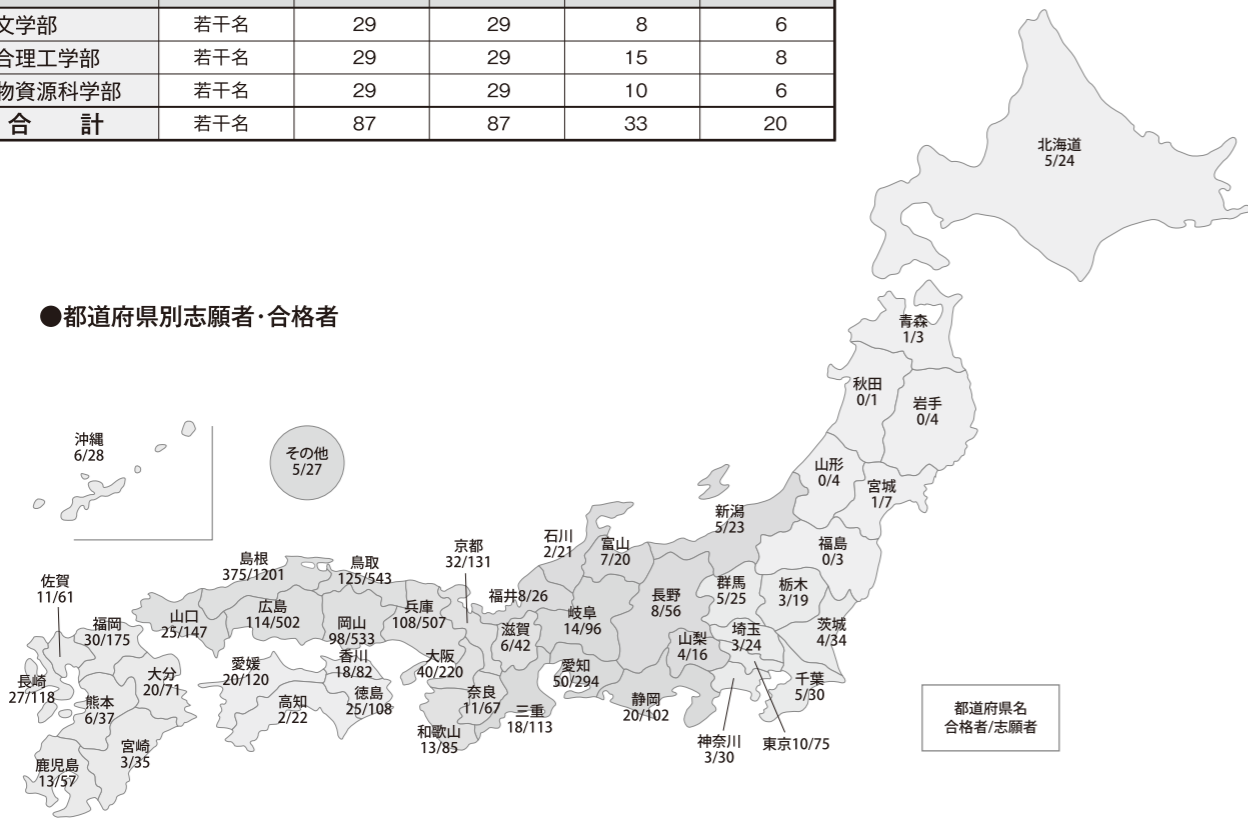 文学部 若干名 29 29 8 6
合理工学部 若干名 29 29 15 8
物資源科学部 若干名 29 29 10 6
合 計 若干名 87 87 33 20
●都道府県別志願者･合格者
北海道
5/24
青森
1/3
秋田
0/1
岩手
0/4
山形
0/4
宮城
1/7
福島
0/3
新潟
5/23
沖縄
6/28
その他
5/27
石川
2/21
富山
7/20
福井8/26
長野
8/56
群馬
5/25
栃木
3/19
茨城
4/34
埼玉
3/24
山梨
4/16
千葉
5/30
東京10/75
神奈川
3/30
静岡
20/102
愛知
50/294
岐阜
14/96
滋賀
6/42
三重
18/113
京都
32/131
奈良
11/67
和歌山
13/85
大阪
40/220
兵庫
108/507
鳥取
125/543
島根
375/1201
岡山
98/533
広島
114/502
山口
25/147
香川
18/82
徳島
25/108
愛媛
20/120
高知
2/22
福岡
30/175
佐賀
11/61
長崎
27/118
大分
20/71
熊本
6/37
宮崎
3/35
鹿児島
13/57
都道府県名
合格者/志願者